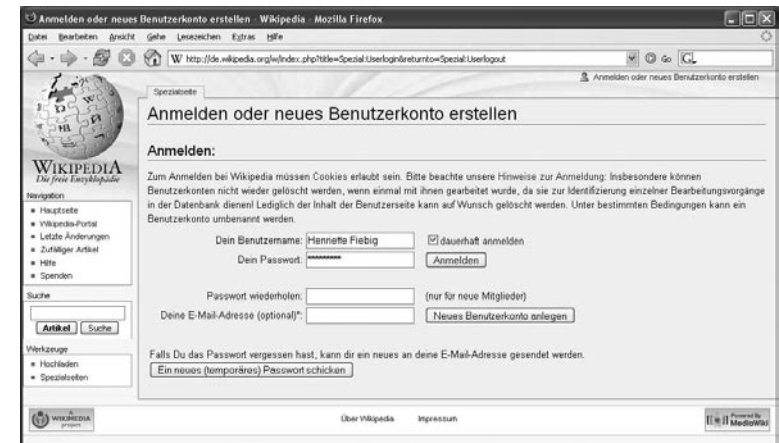 Anmelden oder neues Benutzerkonto erstellen - Wikipedia - Mozilla Firefox
Datei Bearbeiten Ansicht Gehe Lesezeichen Extras Hilfe
http://de.wikipedia.org/w/index.php?title=Spezial:Userlogin&returnto=Spezial:Userlogout Go
Anmelden oder neues Benutzerkonto erstellen
Spezialseite
Anmelden oder neues Benutzerkonto erstellen
Anmelden:
Zum Anmelden bei Wikipedia müssen Cookies erlaubt sein. Bitte beachte unsere Hinweise zur Anmeldung: Insbesondere können
Benutzerkonten nicht wieder gelöscht werden, wenn einmal mit ihnen gearbeitet wurde, da sie zur Identifizierung einzelner Bearbeitungsvorgänge
in der Datenbank dienen! Lediglich der Inhalt der Benutzerseite kann auf Wunsch gelöscht werden. Unter bestimmten Bedingungen kann ein
Benutzerkonto umbenannt werden.
Dein Benutzername: Henriette Fiebig dauerhaft anmelden
Dein Passwort: ********* Anmelden
Passwort wiederholen: (nur für neue Mitglieder)
Deine E-Mail-Adresse (optional)*: Neues Benutzerkonto anlegen
Falls Du das Passwort vergessen hast, kann dir ein neues an deine E-Mail-Adresse gesendet werden.
Ein neues (temporäres) Passwort schicken
WIKIPEDIA
Die freie Enzyklopädie
Navigation
Hauptseite
Wikipedia-Portal
Letzte Änderungen
Zufälliger Artikel
Hilfe
Spenden
Suche
Artikel Suche
Werkzeuge
Hochladen
Spezialseiten
A
WIKIMEDIA
project
Über Wikipedia Impressum
Powered By
MediaWiki